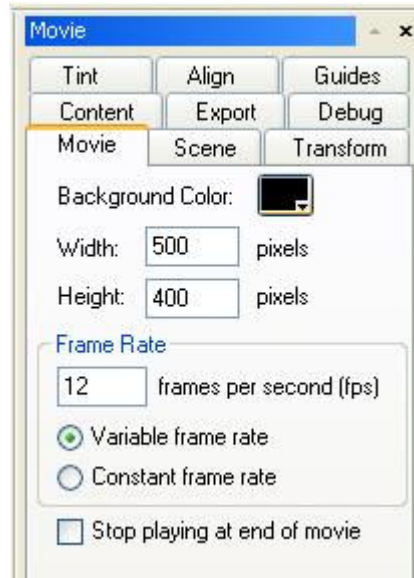 Movie
Tint Align Guides
Content Export Debug
Movie Scene Transform
Background Color:
Width: 500 pixels
Height: 400 pixels
Frame Rate
12 frames per second (fps)
Variable frame rate
Constant frame rate
Stop playing at end of movie